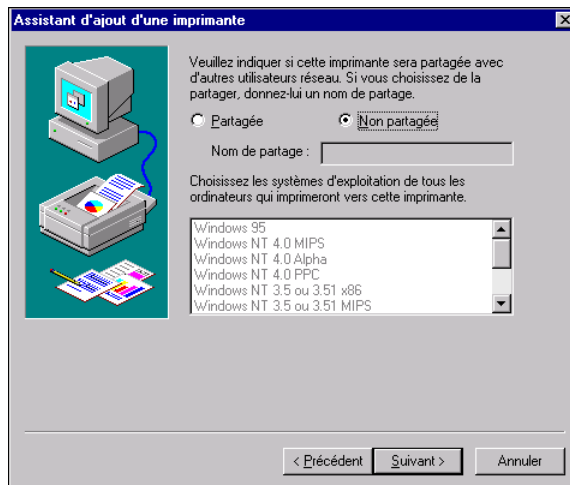 Assistant d'ajout d'une imprimante
Veuillez indiquer si cette imprimante sera partagée avec
d'autres utilisateurs réseau. Si vous choisissez de la
partager, donnez-lui un nom de partage.
Partagée
Non partagée
Nom de partage :
Choisissez les systèmes d'exploitation de tous les
ordinateurs qui imprimeront vers cette imprimante.
Windows 95
Windows NT 4.0 MIPS
Windows NT 4.0 Alpha
Windows NT 4.0 PPC
Windows NT 3.5 ou 3.51 x86
Windows NT 3.5 ou 3.51 MIPS
< Précédent
Suivant >
Annuler